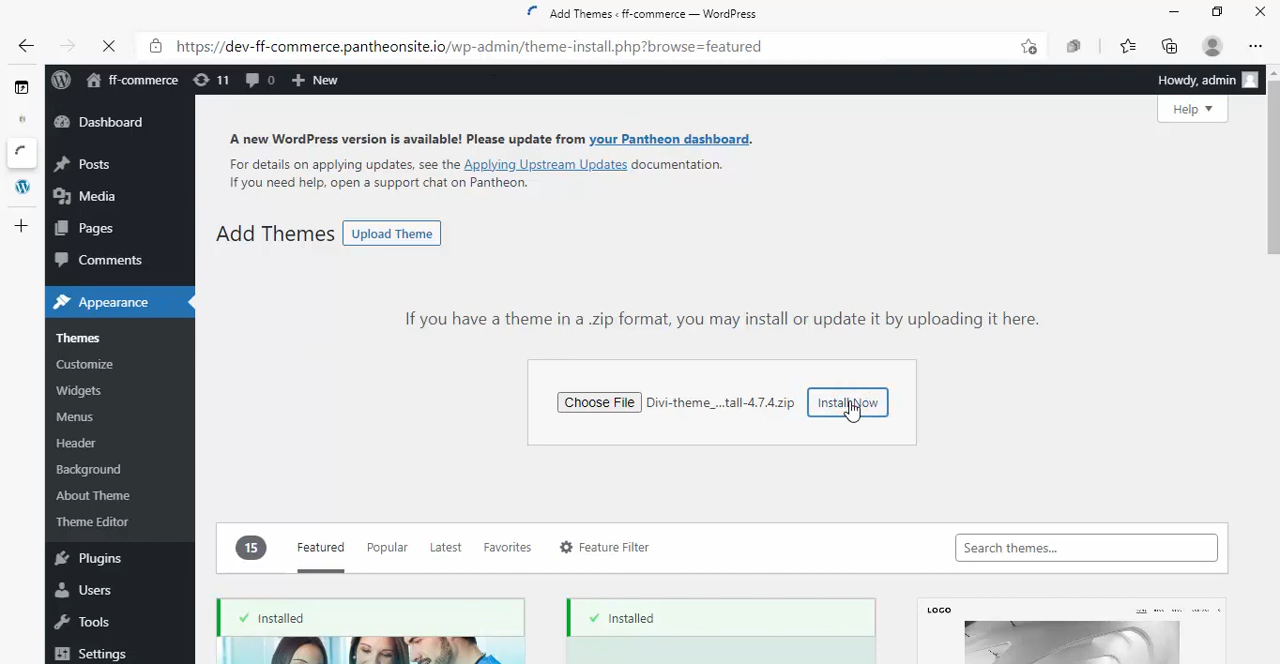 Add Themes ‹ ff-commerce — WordPress
https://dev-ff-commerce.pantheonsite.io/wp-admin/theme-install.php?browse=featured
ff-commerce 11 0 New Howdy, admin
Help
Dashboard
Posts
Media
Pages
Comments
Appearance
Themes
Customize
Widgets
Menus
Header
Background
About Theme
Theme Editor
Plugins
Users
Tools
Settings
A new WordPress version is available! Please update from your Pantheon dashboard.
For details on applying updates, see the Applying Upstream Updates documentation.
If you need help, open a support chat on Pantheon.
Add Themes Upload Theme
If you have a theme in a .zip format, you may install or update it by uploading it here.
Choose File Divi-theme_...tall-4.7.4.zip Install Now
15 Featured Popular Latest Favorites Feature Filter Search themes...
Installed
Installed
LOGO